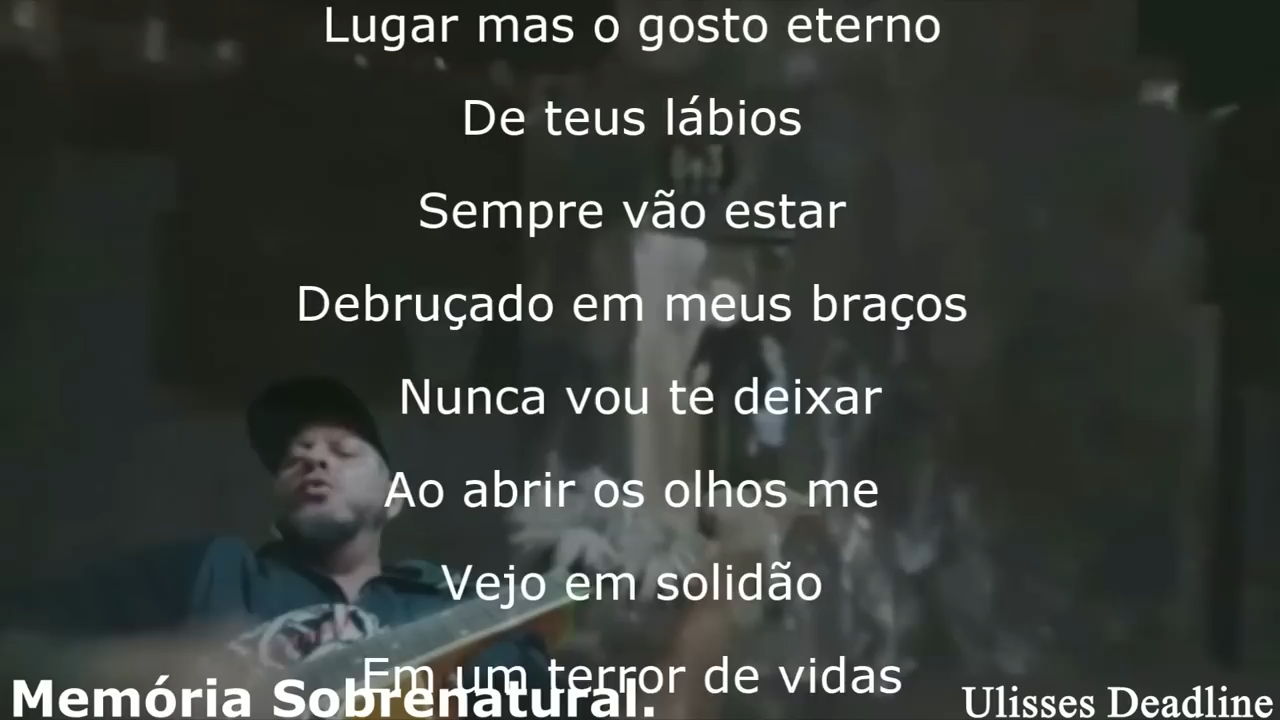 Lugar mas o gosto eterno
De teus lábios
Sempre vão estar
Debruçado em meus braços
Nunca vou te deixar
Ao abrir os olhos me
Vejo em solidão
Em um terror de vidas
Memória Sobrenatural.
Ulisses Deadline